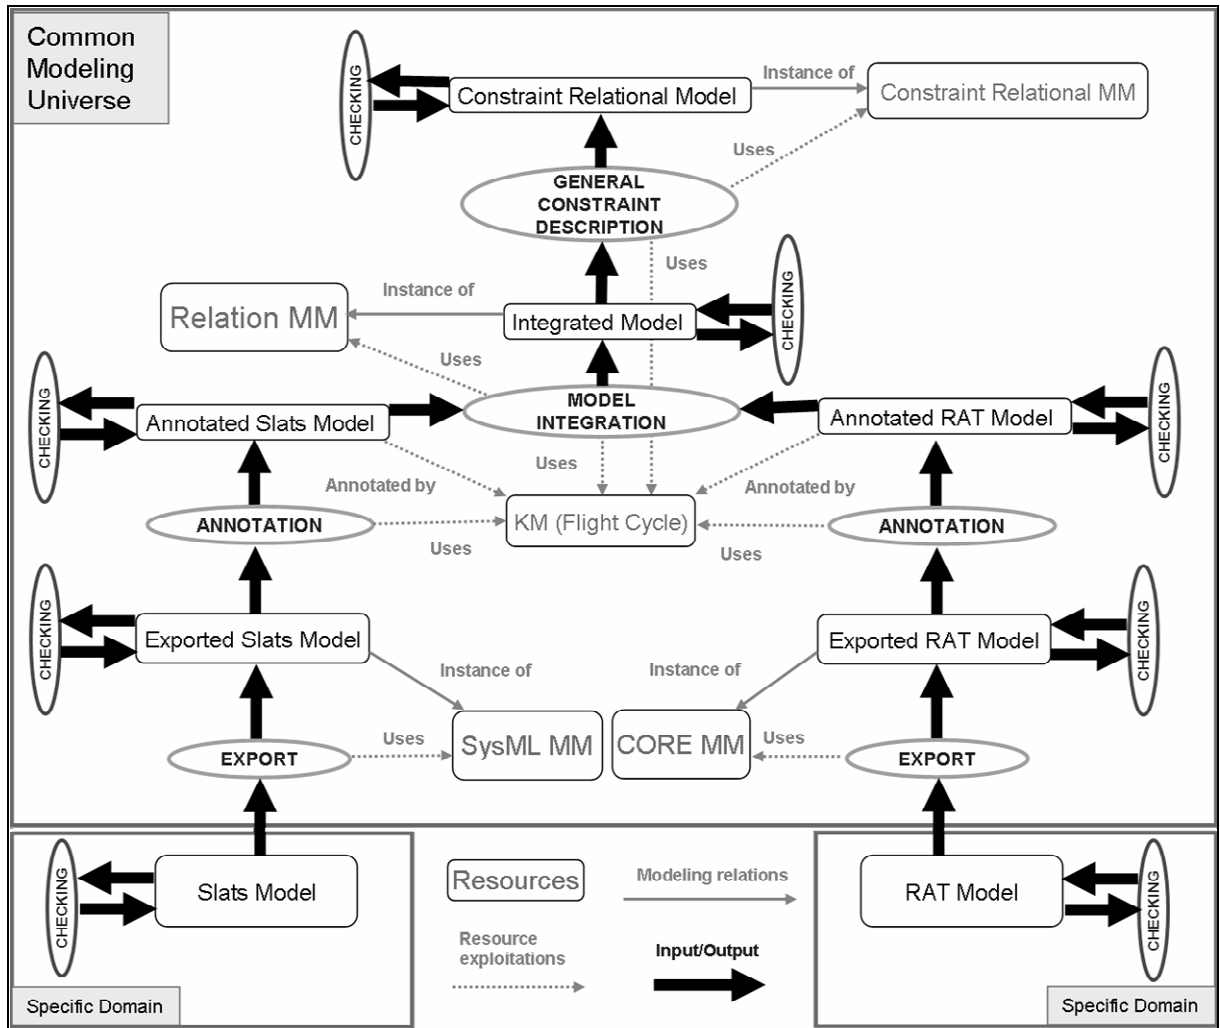 Common
Modeling
Universe
CHECKING
Constraint Relational Model
Instance of
Constraint Relational MM
Uses
GENERAL
CONSTRAINT
DESCRIPTION
Uses
CHECKING
Instance of
Relation MM
Integrated Model
Uses
CHECKING
Annotated Slats Model
MODEL
INTEGRATION
Annotated RAT Model
CHECKING
Uses
Annotated by
Annotated by
ANNOTATION
KM (Flight Cycle)
ANNOTATION
Uses
Uses
CHECKING
Exported Slats Model
Exported RAT Model
CHECKING
Instance of
Instance of
EXPORT
Uses
SysML MM
CORE MM
Uses
EXPORT
CHECKING
Slats Model
Resources
Modeling relations
RAT Model
CHECKING
Resource
exploitations
Input/Output
Specific Domain
Specific Domain